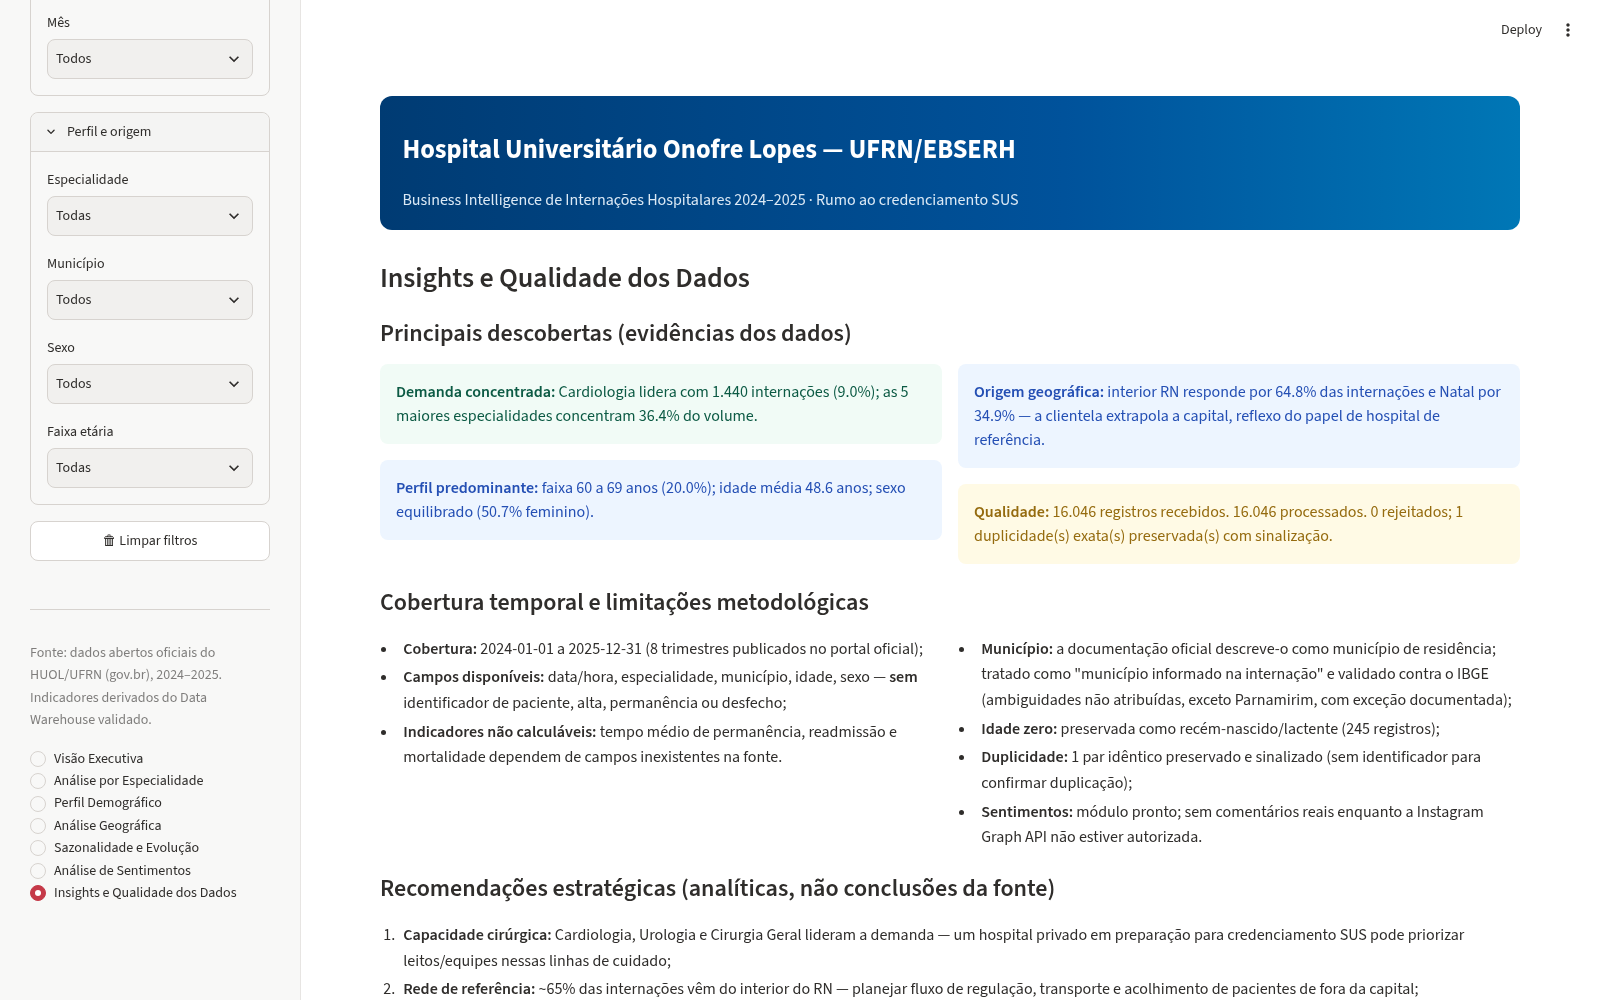 Mês
Todos
Perfil e origem
Especialidade
Todas
Município
Todos
Sexo
Todos
Faixa etária
Todas
🗑 Limpar filtros
Fonte: dados abertos oficiais do
HUOL/UFRN (gov.br), 2024–2025.
Indicadores derivados do Data
Warehouse validado.
Visão Executiva
Análise por Especialidade
Perfil Demográfico
Análise Geográfica
Sazonalidade e Evolução
Análise de Sentimentos
Insights e Qualidade dos Dados
Deploy
Hospital Universitário Onofre Lopes — UFRN/EBSERH
Business Intelligence de Internações Hospitalares 2024–2025 · Rumo ao credenciamento SUS
Insights e Qualidade dos Dados
Principais descobertas (evidências dos dados)
Demanda concentrada: Cardiologia lidera com 1.440 internações (9.0%); as 5
maiores especialidades concentram 36.4% do volume.
Perfil predominante: faixa 60 a 69 anos (20.0%); idade média 48.6 anos; sexo
equilibrado (50.7% feminino).
Origem geográfica: interior RN responde por 64.8% das internações e Natal por
34.9% — a clientela extrapola a capital, reflexo do papel de hospital de
referência.
Qualidade: 16.046 registros recebidos. 16.046 processados. 0 rejeitados; 1
duplicidade(s) exata(s) preservada(s) com sinalização.
Cobertura temporal e limitações metodológicas
• Cobertura: 2024-01-01 a 2025-12-31 (8 trimestres publicados no portal oficial);
• Campos disponíveis: data/hora, especialidade, município, idade, sexo — sem
identificador de paciente, alta, permanência ou desfecho;
• Indicadores não calculáveis: tempo médio de permanência, readmissão e
mortalidade dependem de campos inexistentes na fonte.
• Município: a documentação oficial descreve-o como município de residência;
tratado como "município informado na internação" e validado contra o IBGE
(ambiguidades não atribuídas, exceto Parnamirim, com exceção documentada);
• Idade zero: preservada como recém-nascido/lactente (245 registros);
• Duplicidade: 1 par idêntico preservado e sinalizado (sem identificador para
confirmar duplicação);
• Sentimentos: módulo pronto; sem comentários reais enquanto a Instagram
Graph API não estiver autorizada.
Recomendações estratégicas (analíticas, não conclusões da fonte)
1. Capacidade cirúrgica: Cardiologia, Urologia e Cirurgia Geral lideram a demanda — um hospital privado em preparação para credenciamento SUS pode priorizar
leitos/equipes nessas linhas de cuidado;
2. Rede de referência: ~65% das internações vêm do interior do RN — planejar fluxo de regulação, transporte e acolhimento de pacientes de fora da capital;